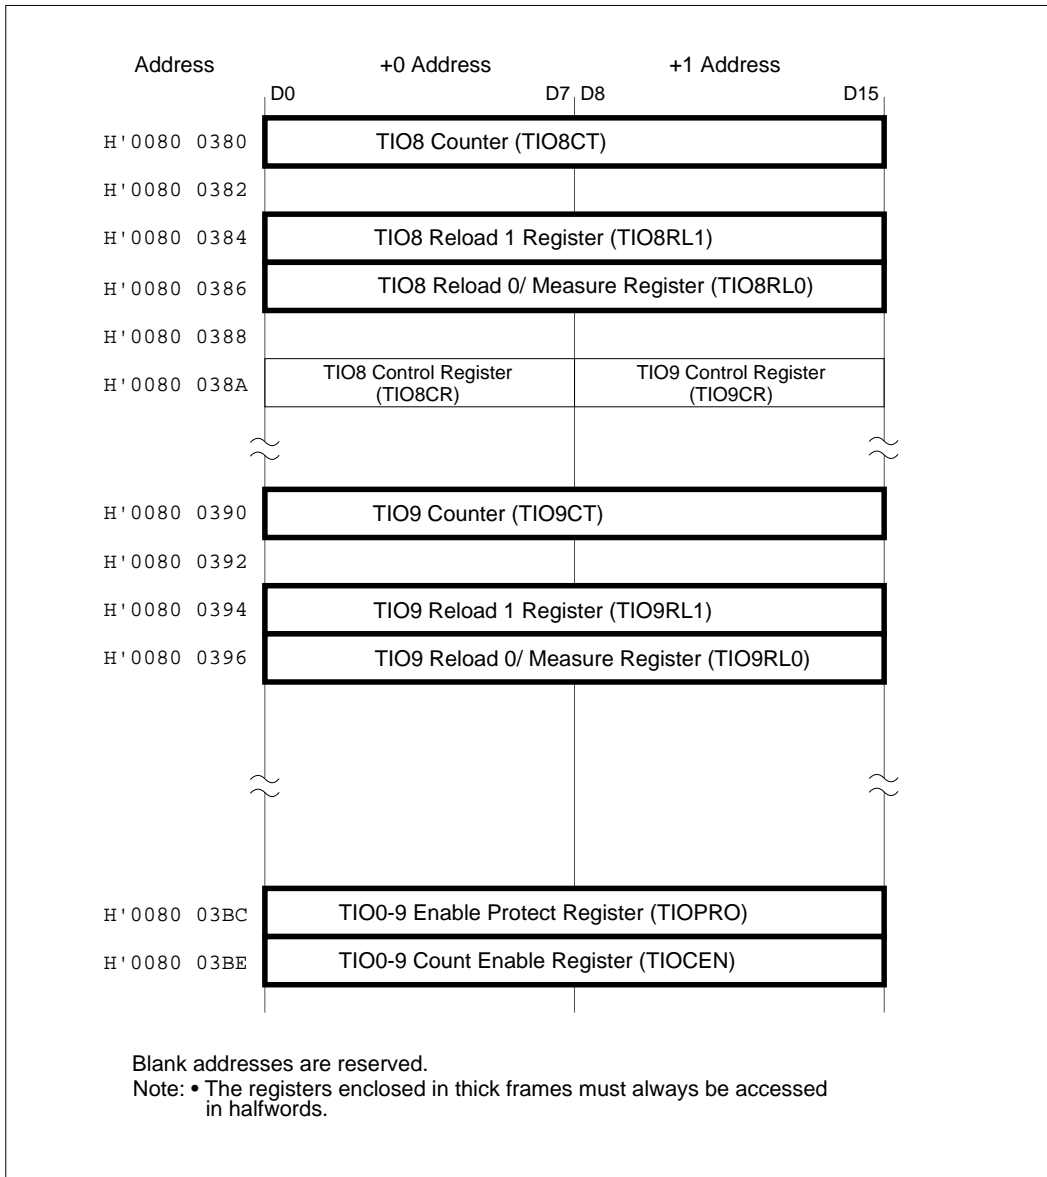 Address +0 Address +1 Address
D0 D7 D8 D15
H'0080 0380 TIO8 Counter (TIO8CT)
H'0080 0382
H'0080 0384 TIO8 Reload 1 Register (TIO8RL1)
H'0080 0386 TIO8 Reload 0/ Measure Register (TIO8RL0)
H'0080 0388
H'0080 038A TIO8 Control Register (TIO8CR) TIO9 Control Register (TIO9CR)
H'0080 0390 TIO9 Counter (TIO9CT)
H'0080 0392
H'0080 0394 TIO9 Reload 1 Register (TIO9RL1)
H'0080 0396 TIO9 Reload 0/ Measure Register (TIO9RL0)
H'0080 03BC TIO0-9 Enable Protect Register (TIOPRO)
H'0080 03BE TIO0-9 Count Enable Register (TIOCEN)
Blank addresses are reserved.
Note: • The registers enclosed in thick frames must always be accessed
in halfwords.